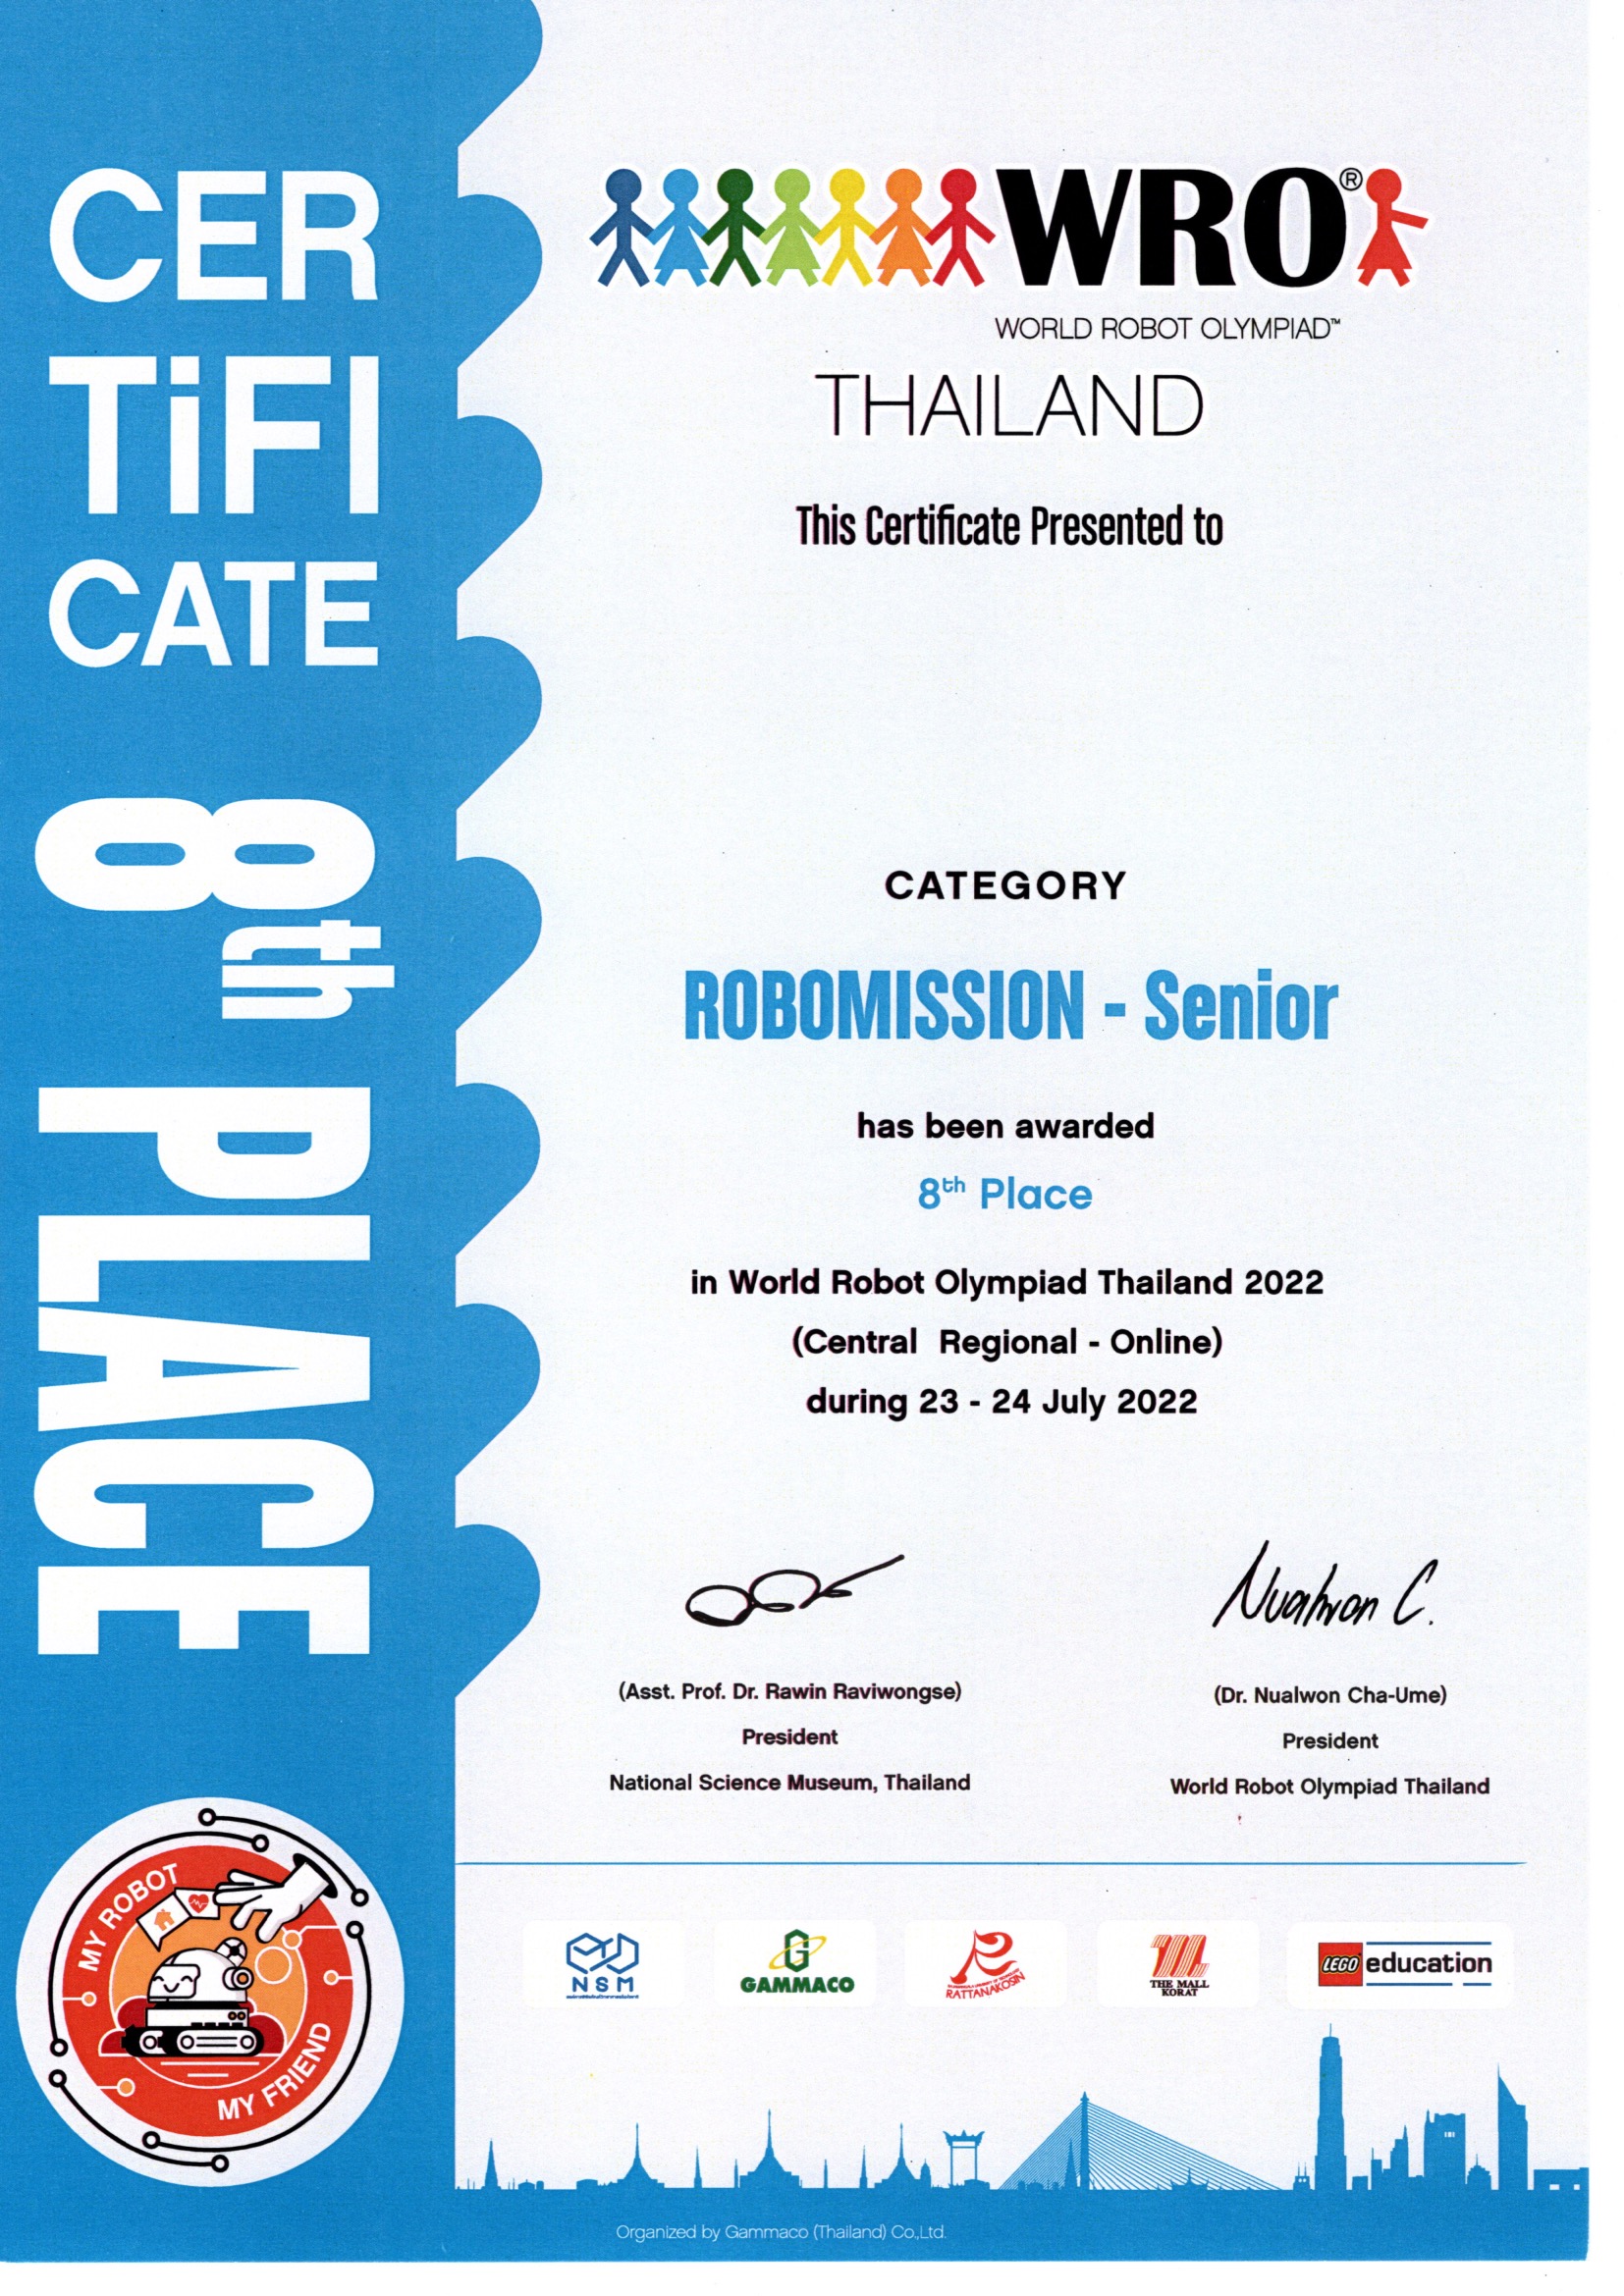 CER
TiFI
CATE
8th PLACE
WRO®
WORLD ROBOT OLYMPIAD™
THAILAND
This Certificate Presented to
CATEGORY
ROBOMISSION - Senior
has been awarded
8th Place
in World Robot Olympiad Thailand 2022
(Central Regional - Online)
during 23 - 24 July 2022
Nualwon C.
(Asst. Prof. Dr. Rawin Raviwongse)
President
National Science Museum, Thailand
(Dr. Nualwon Cha-Ume)
President
World Robot Olympiad Thailand
MY ROBOT
MY FRIEND
NSM
G
GAMMACO
RATTANAKOSIN
THE MALL
KORAT
LEGO education
Organized by Gammaco (Thailand) Co.,Ltd.